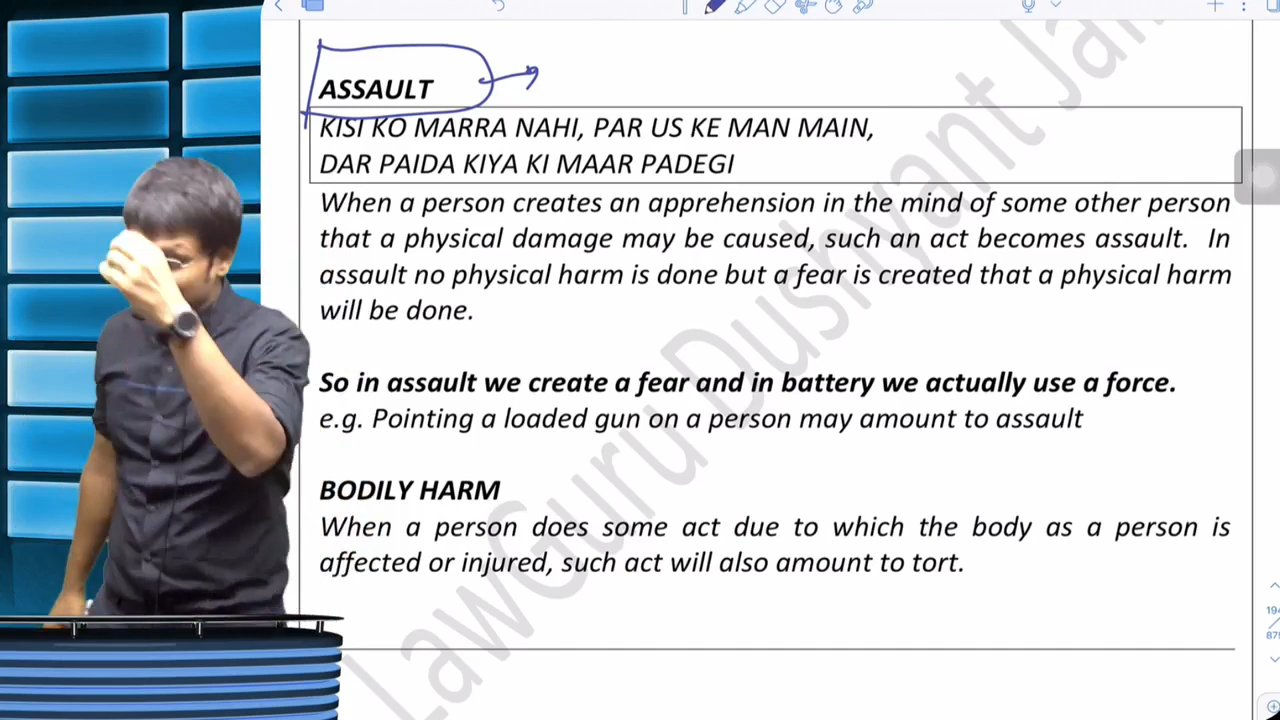 ASSAULT
KISI KO MARRA NAHI, PAR US KE MAN MAIN,
DAR PAIDA KIYA KI MAAR PADEGI
When a person creates an apprehension in the mind of some other person
that a physical damage may be caused, such an act becomes assault. In
assault no physical harm is done but a fear is created that a physical harm
will be done.
So in assault we create a fear and in battery we actually use a force.
e.g. Pointing a loaded gun on a person may amount to assault
BODILY HARM
When a person does some act due to which the body as a person is
affected or injured, such act will also amount to tort.
LawGuru Dushyant